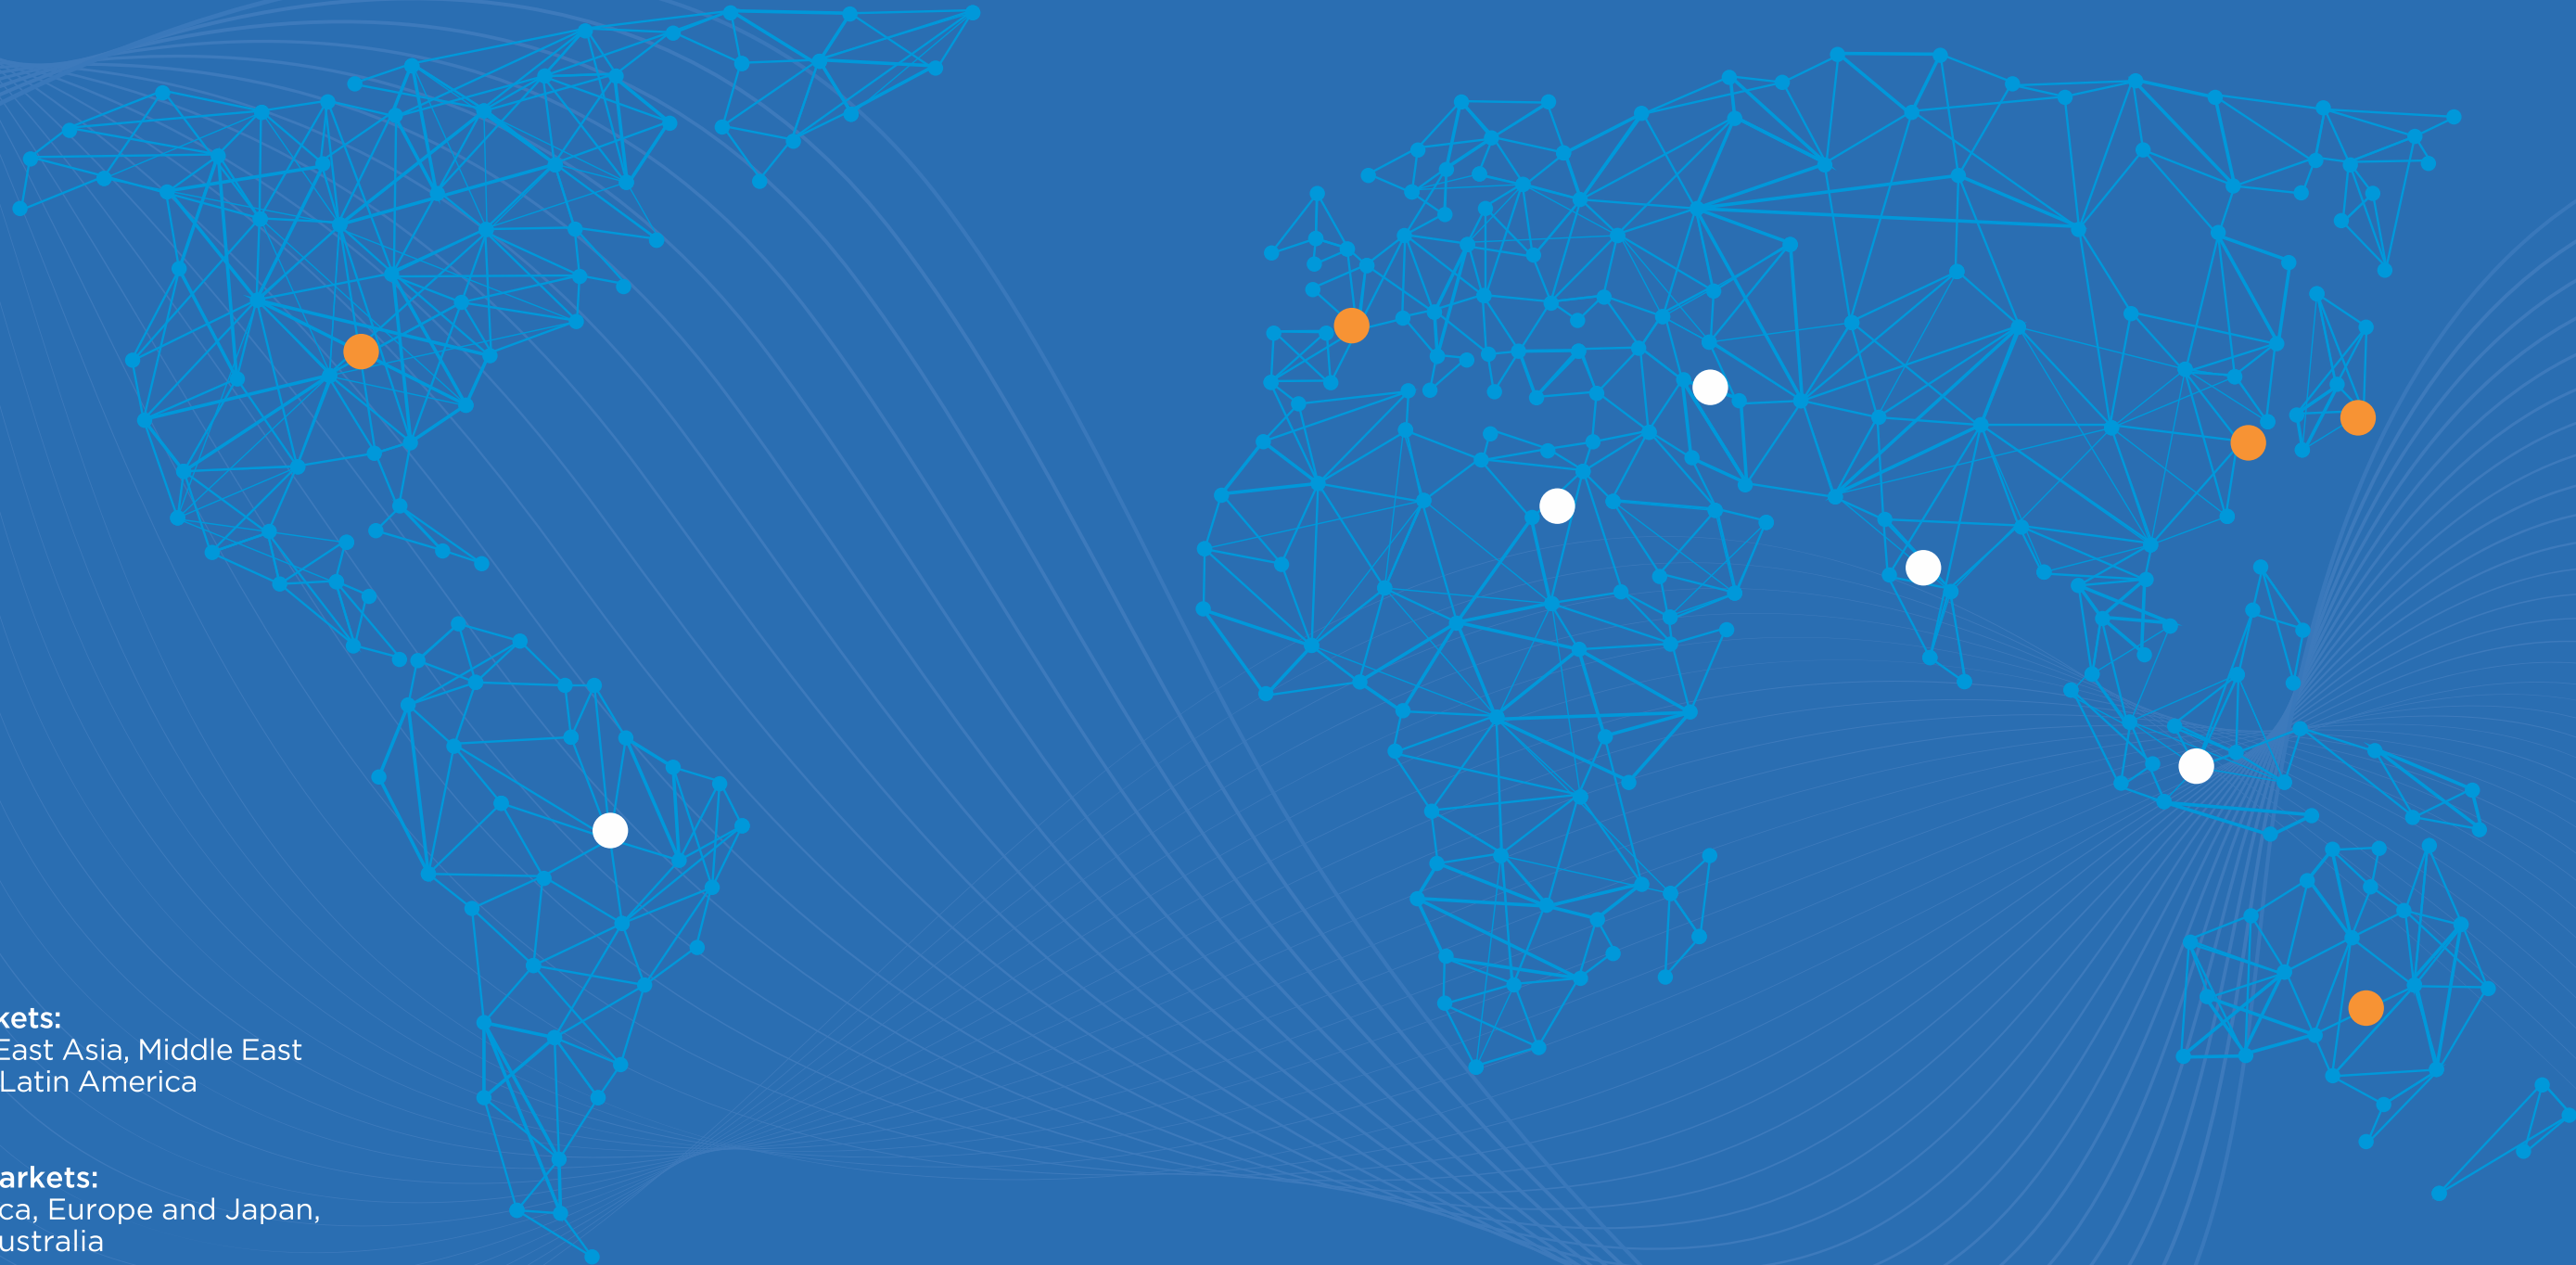 kets:
East Asia, Middle East
Latin America
arkets:
ca, Europe and Japan,
ustralia